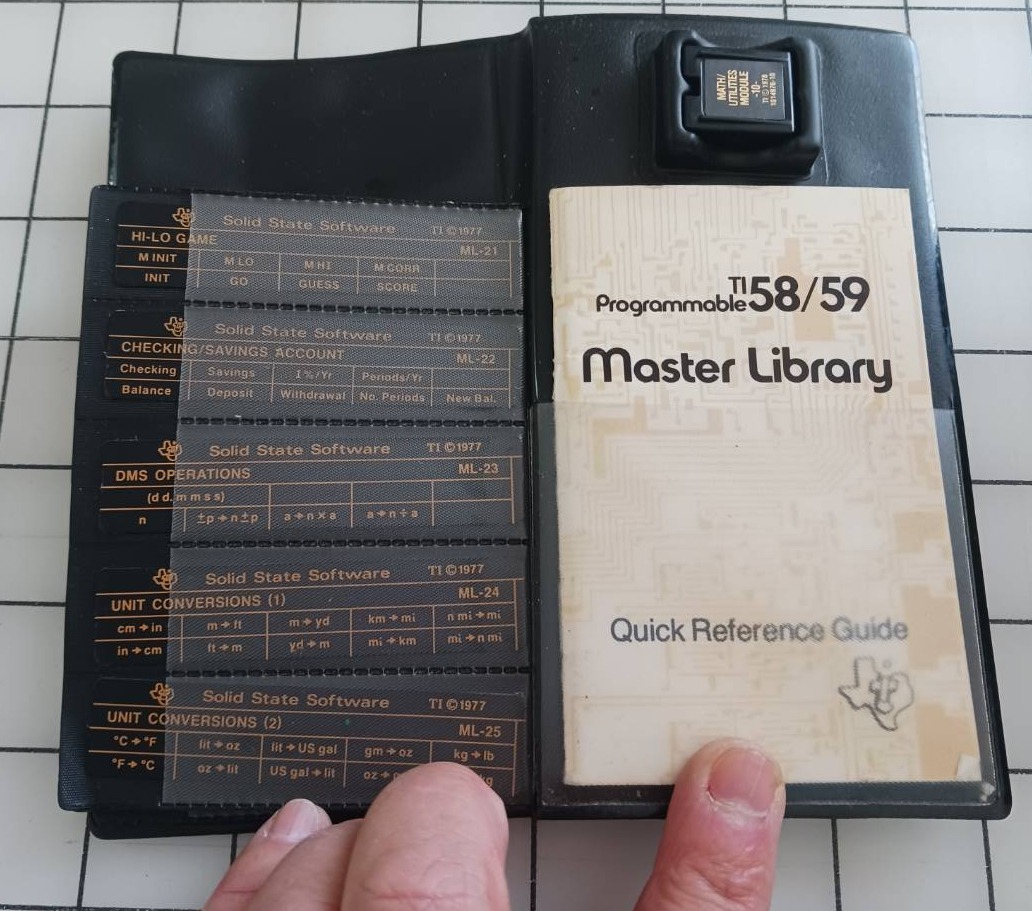 Solid State Software TI ©1977
HI-LO GAME ML-21
M INIT M LO M HI M CORR
INIT GO GUESS SCORE
Solid State Software TI ©1977
CHECKING/SAVINGS ACCOUNT ML-22
Checking Savings I%/Yr Periods/Yr
Balance Deposit Withdrawal No. Periods New Bal.
Solid State Software TI ©1977
DMS OPERATIONS ML-23
(dd.mmss)
n ±p→n±p a→n×a a→n÷a
Solid State Software TI ©1977
UNIT CONVERSIONS (1) ML-24
cm→in m→ft m→yd km→mi n mi→mi
in→cm ft→m yd→m mi→km mi→n mi
Solid State Software TI ©1977
UNIT CONVERSIONS (2) ML-25
°C→°F lit→oz lit→US gal gm→oz kg→lb
°F→°C oz→lit US gal→lit oz→ kg
MATH/
UTILITIES
MODULE
-10-
TI © 1978
TI
Programmable 58/59
Master Library
Quick Reference Guide